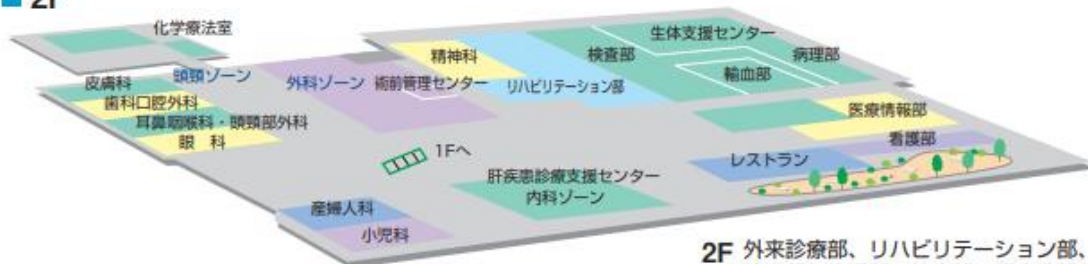 2F
化学療法室
生体支援センター
精神科
検査部
病理部
皮膚科
頭頸ゾーン
外科ゾーン
術前管理センター
リハビリテーション部
輸血部
歯科口腔外科
医療情報部
耳鼻咽喉科・頭頸部外科
看護部
眼 科
1Fへ
レストラン
肝疾患診療支援センター
内科ゾーン
産婦人科
小児科
2F 外来診療部、リハビリテーション部、